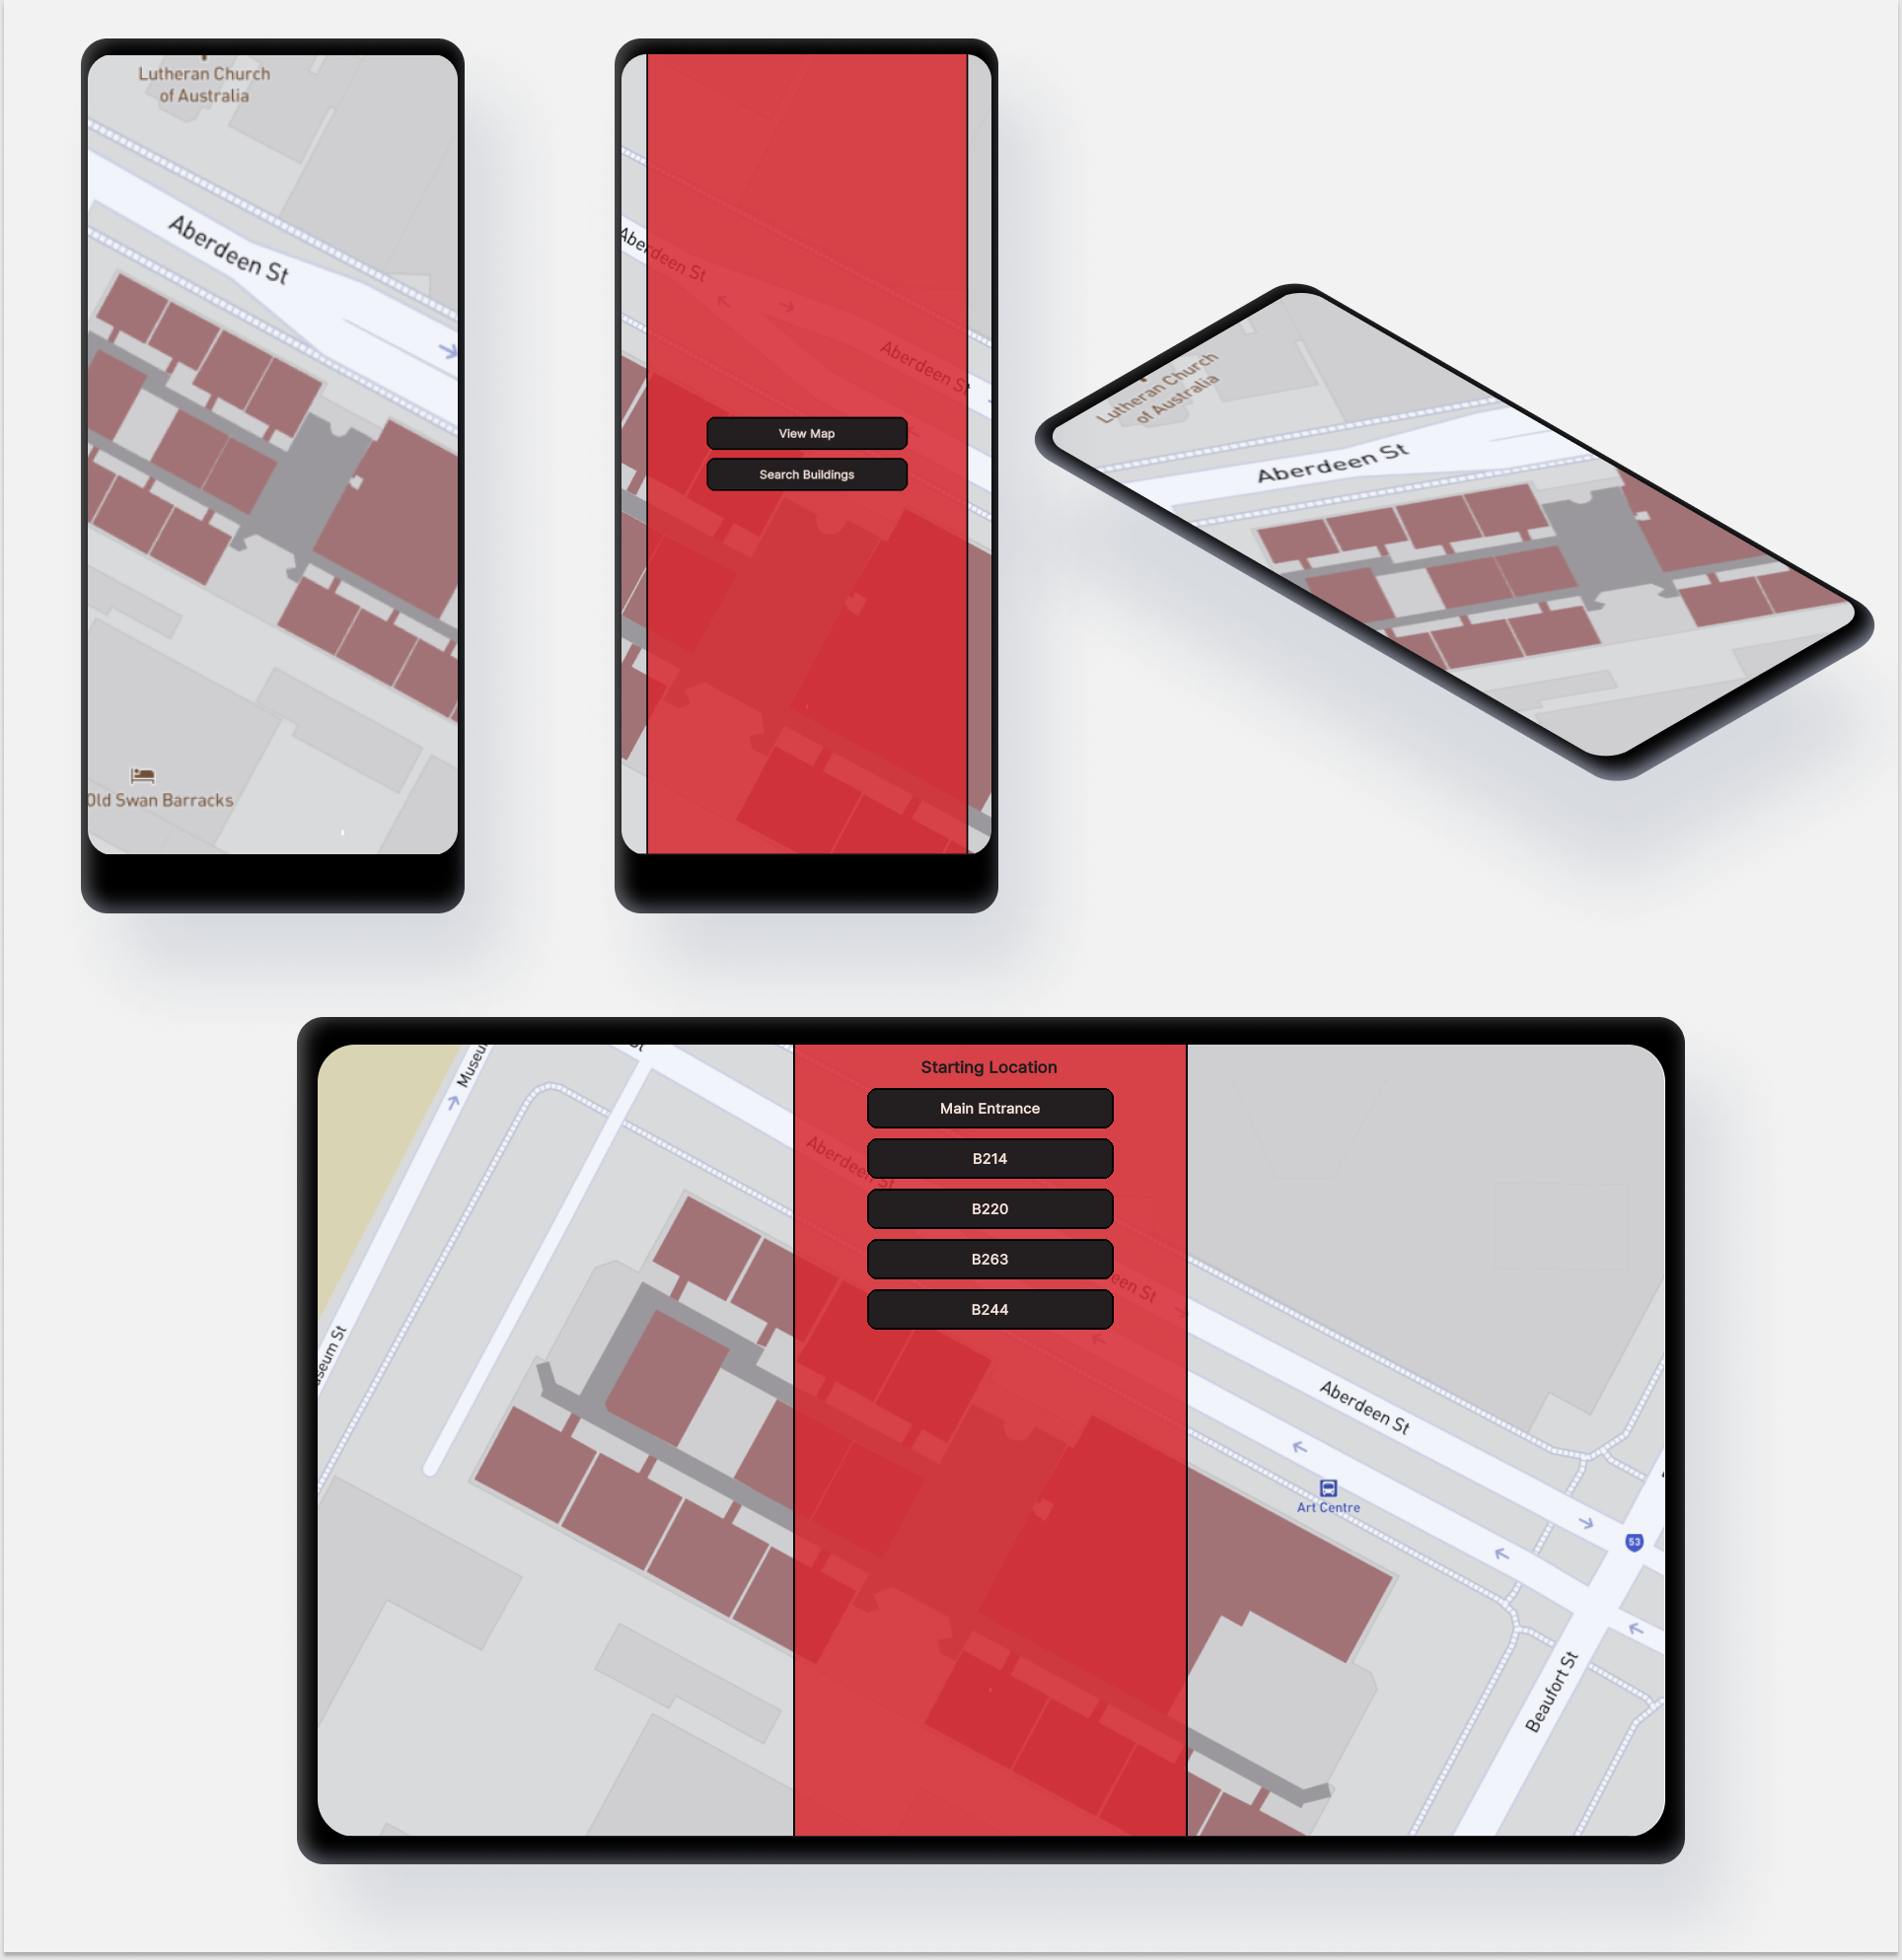 Lutheran Church
of Australia
Aberdeen St
Old Swan Barracks
Aberdeen St
Aberdeen St
View Map
Search Buildings
Lutheran Church
of Australia
Aberdeen St
Museu
St
Starting Location
Main Entrance
Aberdeen St
B214
B220
B263
een St
B244
seum St
Aberdeen St
Art Centre
53
Beaufort St